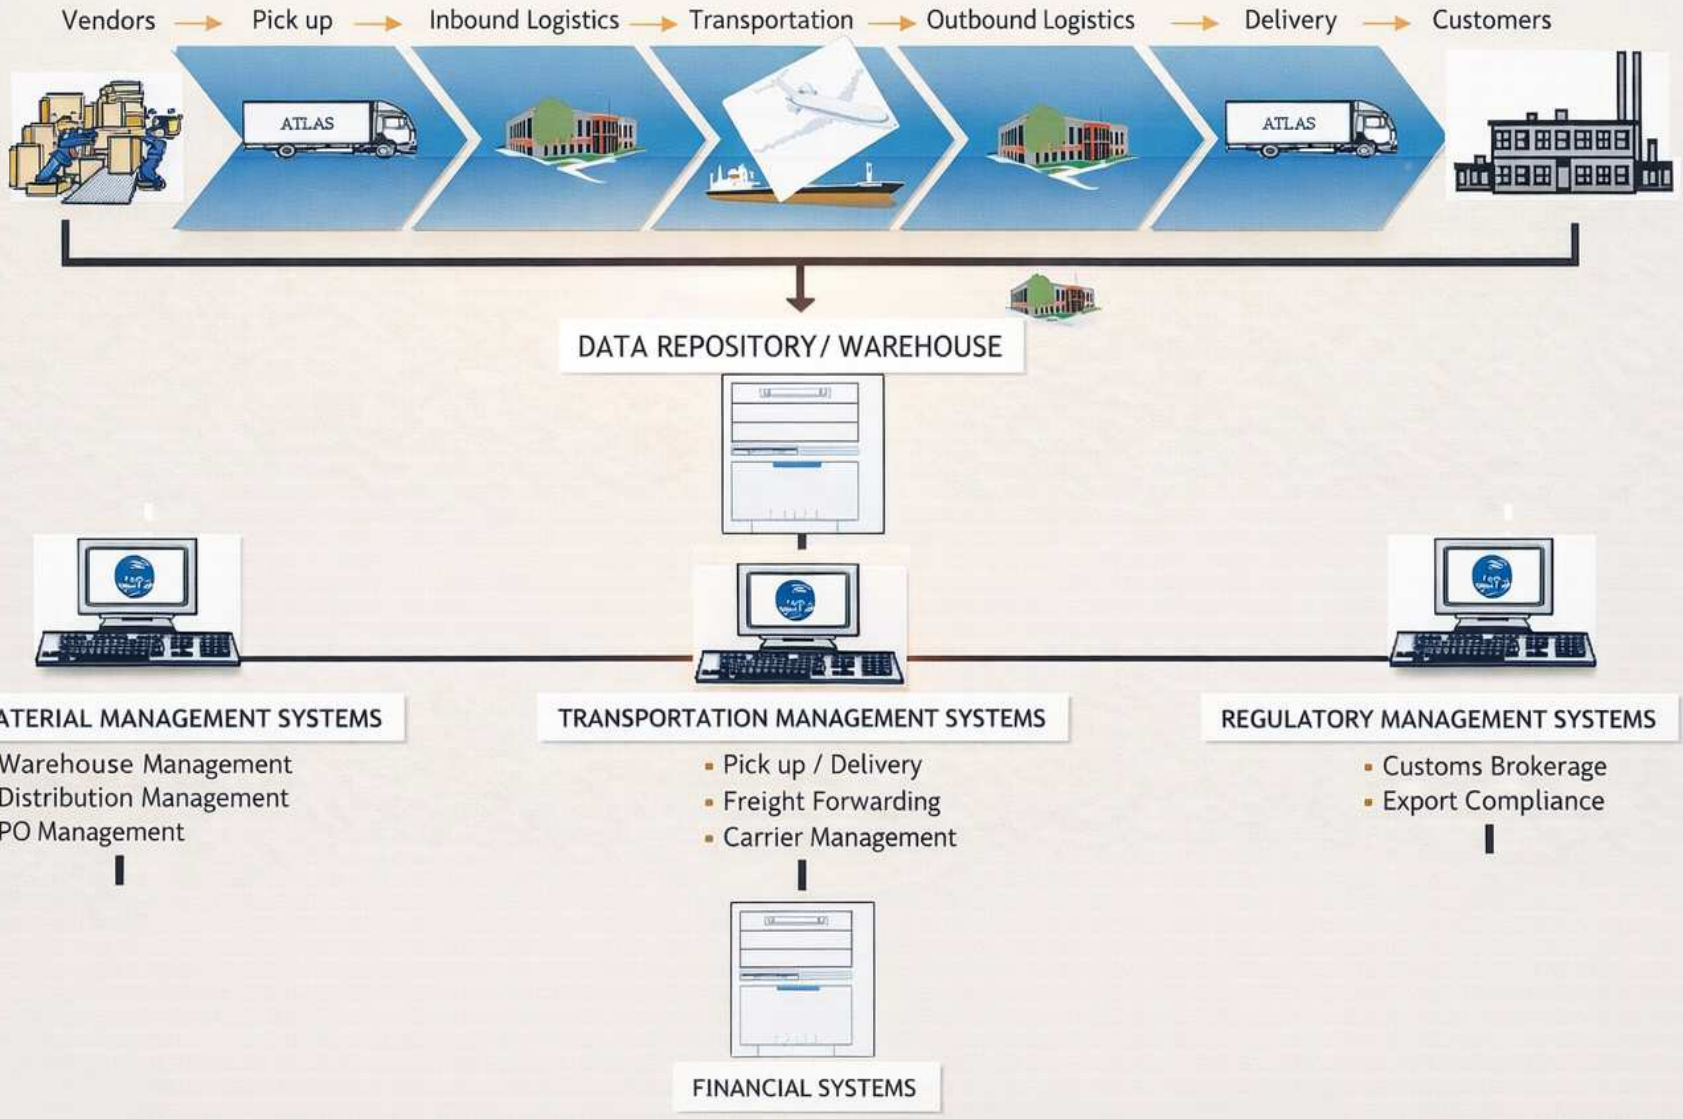 Vendors → Pick up → Inbound Logistics → Transportation → Outbound Logistics → Delivery → Customers
ATLAS
ATLAS
DATA REPOSITORY/ WAREHOUSE
ATERIAL MANAGEMENT SYSTEMS
Warehouse Management
Distribution Management
PO Management
TRANSPORTATION MANAGEMENT SYSTEMS
▪ Pick up / Delivery
▪ Freight Forwarding
▪ Carrier Management
REGULATORY MANAGEMENT SYSTEMS
▪ Customs Brokerage
▪ Export Compliance
FINANCIAL SYSTEMS